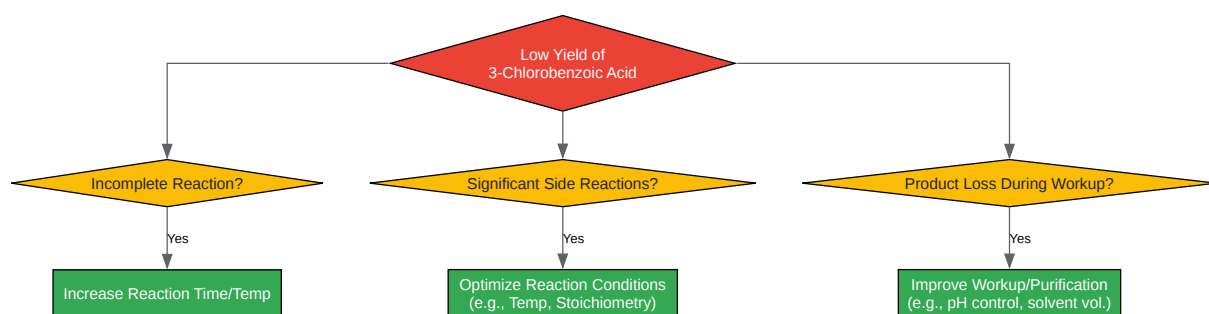 Low Yield of
3-Chlorobenzoic Acid
Incomplete Reaction?
Significant Side Reactions?
Product Loss During Workup?
Yes
Yes
Yes
Increase Reaction Time/Temp
Optimize Reaction Conditions
(e.g., Temp, Stoichiometry)
Improve Workup/Purification
(e.g., pH control, solvent vol.)